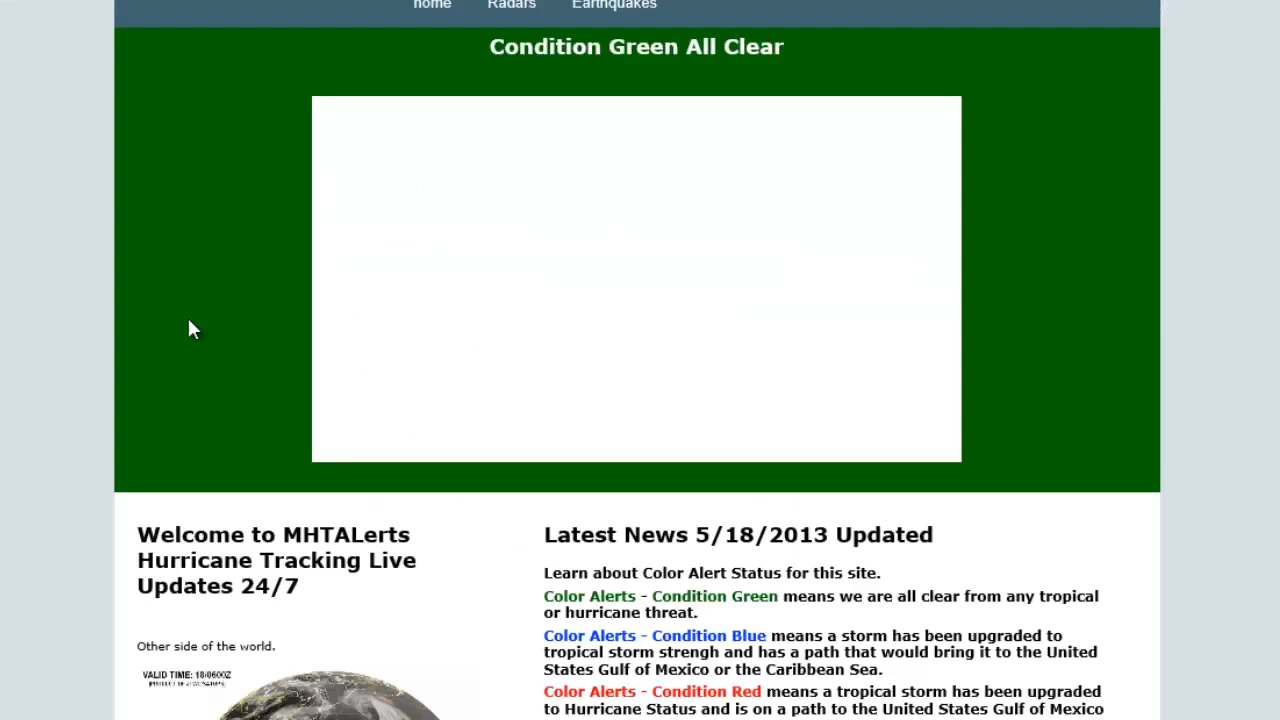 home Radars Earthquakes
Condition Green All Clear
Welcome to MHTALerts
Hurricane Tracking Live
Updates 24/7
Other side of the world.
VALID TIME: 18/0600Z
Latest News 5/18/2013 Updated
Learn about Color Alert Status for this site.
Color Alerts - Condition Green means we are all clear from any tropical
or hurricane threat.
Color Alerts - Condition Blue means a storm has been upgraded to
tropical storm strengh and has a path that would bring it to the United
States Gulf of Mexico or the Caribbean Sea.
Color Alerts - Condition Red means a tropical storm has been upgraded
to Hurricane Status and is on a path to the United States Gulf of Mexico